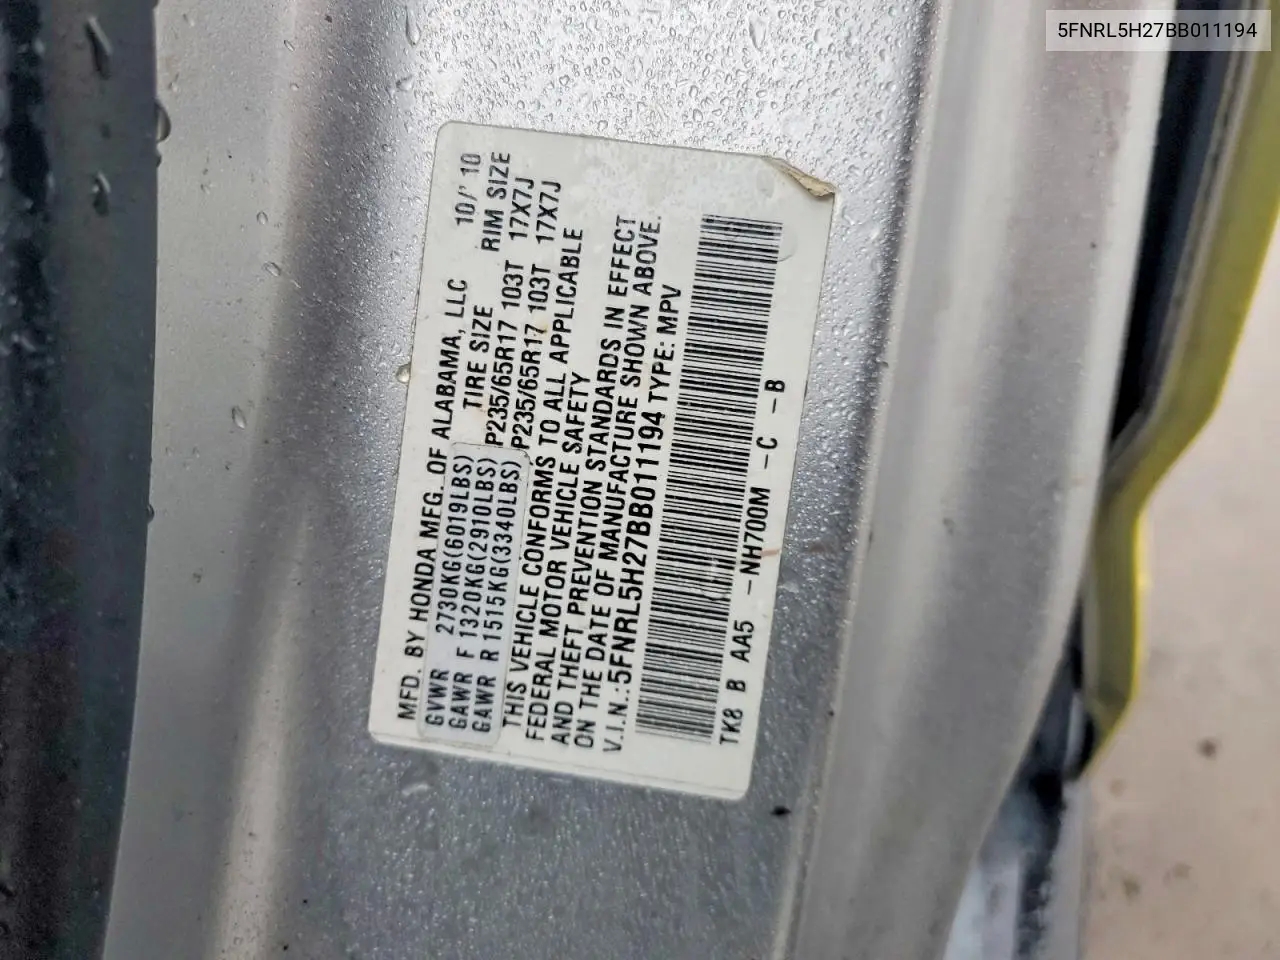 5FNRL5H27BB011194
MFD. BY HONDA MFG. OF ALABAMA, LLC 10/ 10
GVWR 2730KG(6019LBS) TIRE SIZE RIM SIZE
GAWR F 1320KG(2910LBS) P235/65R17 103T 17X7J
GAWR R 1515KG(3340LBS) P235/65R17 103T 17X7J
THIS VEHICLE CONFORMS TO ALL APPLICABLE
FEDERAL MOTOR VEHICLE SAFETY
AND THEFT PREVENTION STANDARDS IN EFFECT
ON THE DATE OF MANUFACTURE SHOWN ABOVE.
V.I.N.:5FNRL5H27BB011194 TYPE: MPV
TK8 B AA5 -NH700M -C -B